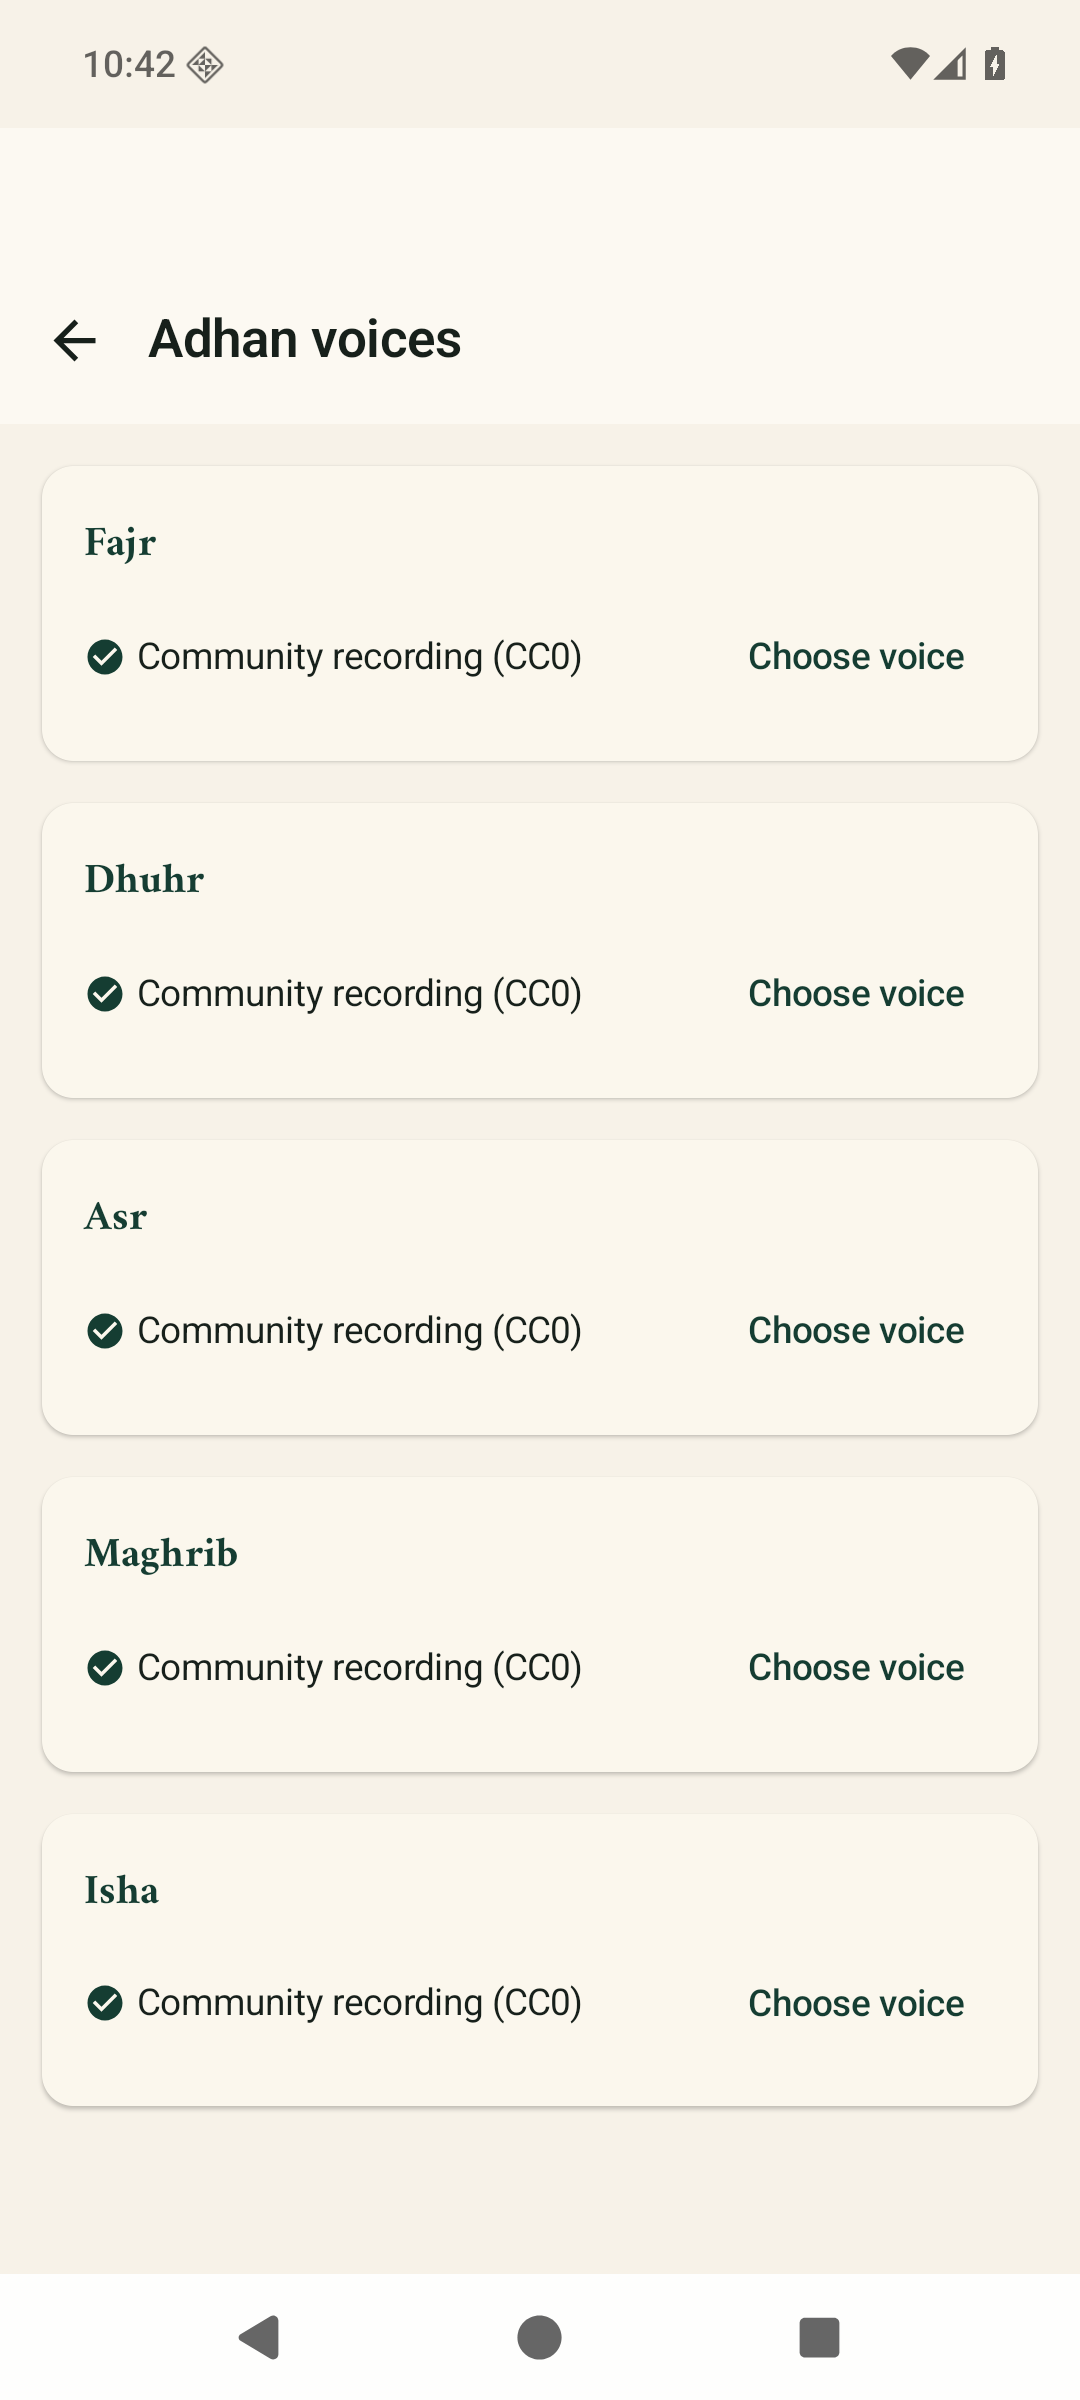 10:42
Adhan voices
Fajr
Community recording (CC0) Choose voice
Dhuhr
Community recording (CC0) Choose voice
Asr
Community recording (CC0) Choose voice
Maghrib
Community recording (CC0) Choose voice
Isha
Community recording (CC0) Choose voice